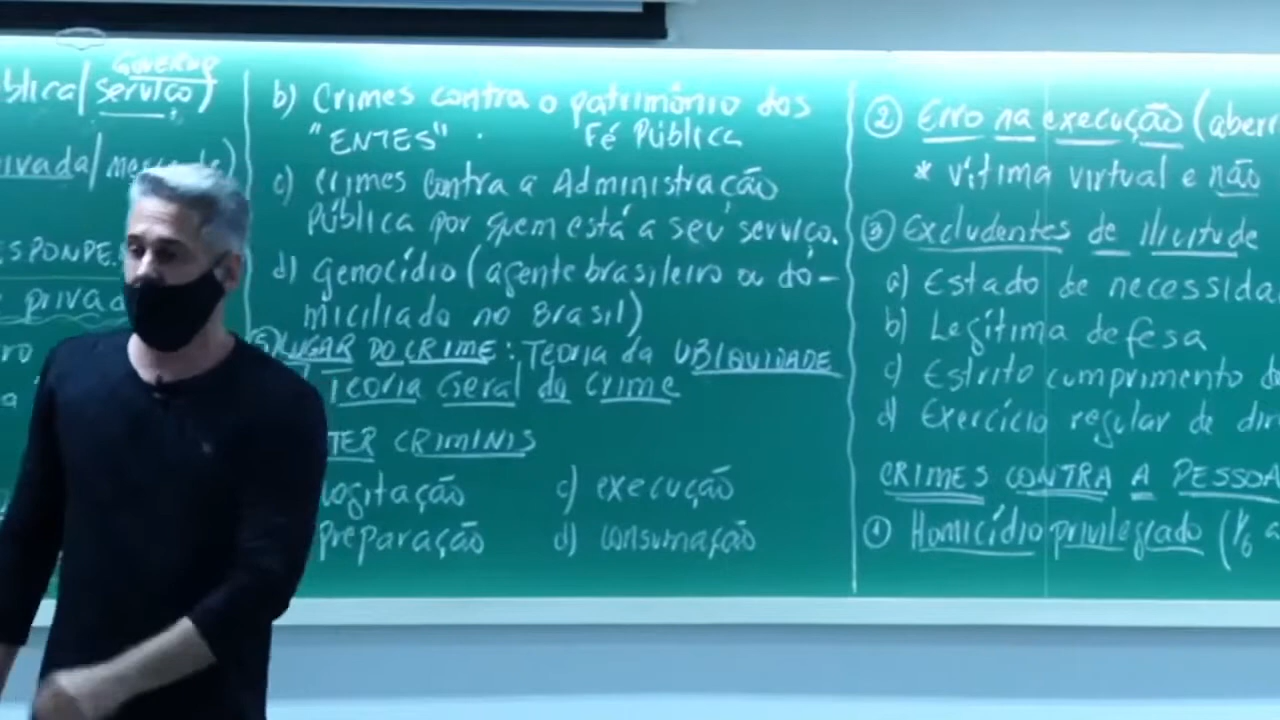 GOVERNO
blica/serviço)
ivada/
SPONDE
privad
b) Crimes contra o patrimônio dos
"ENTES". Fé Pública
c) Crimes Contra a Administração
Pública por quem está a seu serviço.
d) Genocídio (agente brasileiro ou do-
miciliado no Brasil)
LUGAR DO CRIME: Teoria da UBIQUIDADE
Teoria Geral do Crime
TER CRIMINIS
cogitação c) execução
preparação d) consumação
② Erro na execução (aberr
* vítima virtual e não
③ Excludentes de ilicitude
a) Estado de necessida
b) Legítima defesa
c) Estrito cumprimento d
d) Exercício regular de dir
CRIMES CONTRA A PESSOA
① Homicídio privilegiado (1/6 a